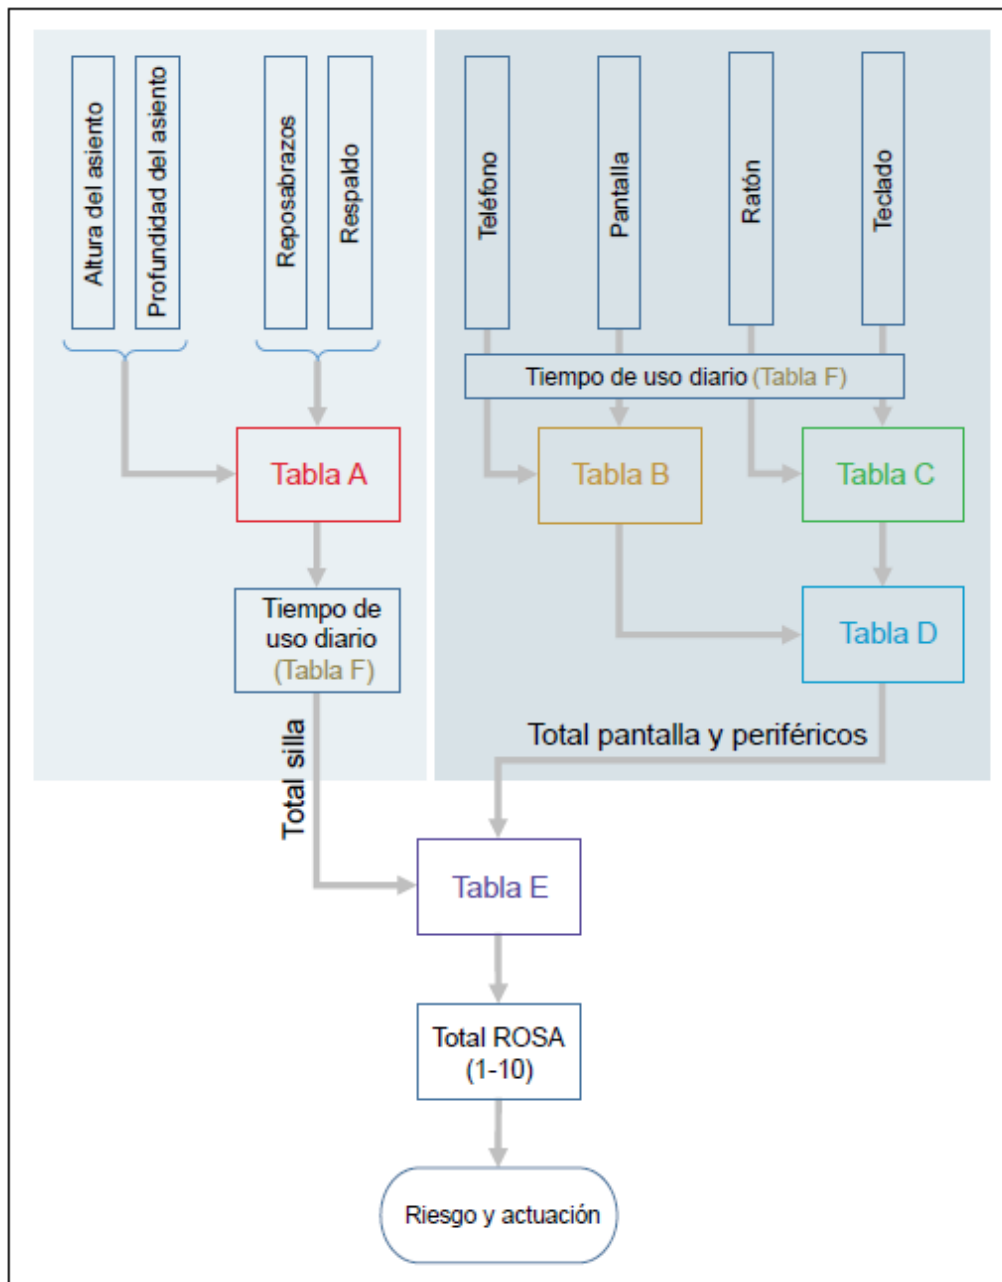 Altura del asiento
Profundidad del asiento
Reposabrazos
Respaldo
Teléfono
Pantalla
Ratón
Teclado
Tiempo de uso diario (Tabla F)
Tabla A
Tabla B
Tabla C
Tiempo de
uso diario
(Tabla F)
Tabla D
Total silla
Total pantalla y periféricos
Tabla E
Total ROSA
(1-10)
Riesgo y actuación